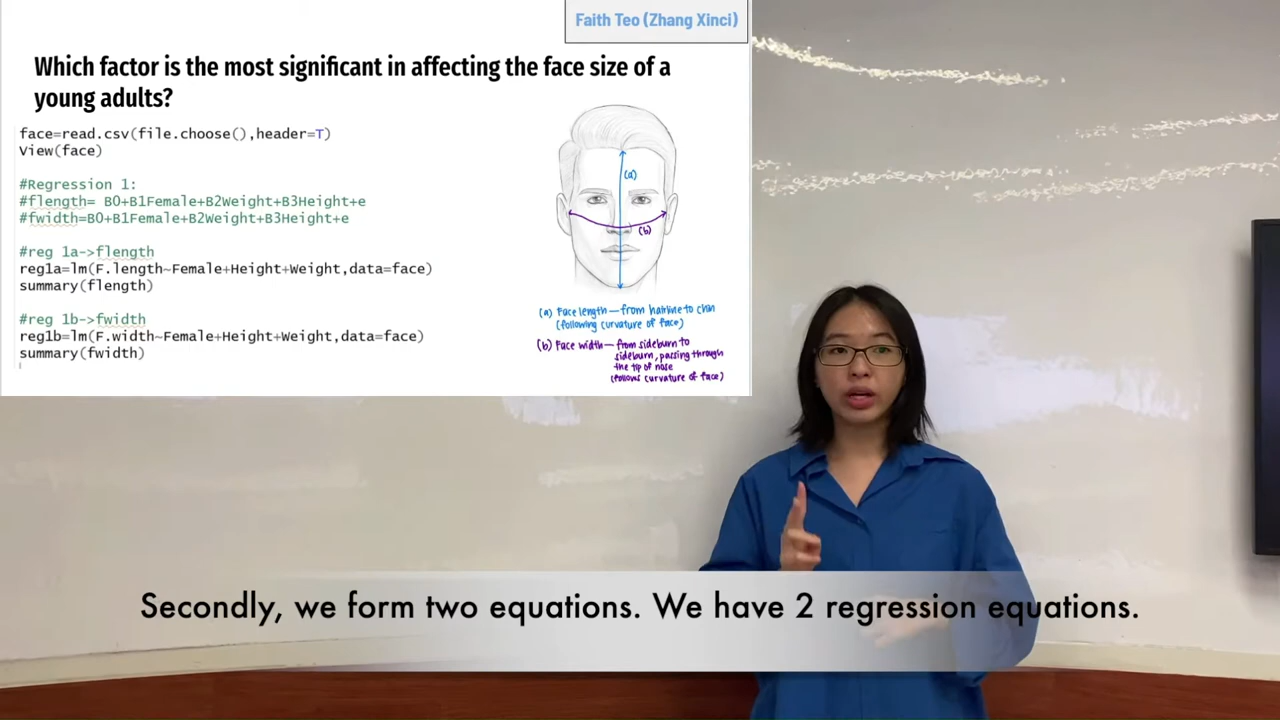 Faith Teo (Zhang Xinci)
Which factor is the most significant in affecting the face size of a
young adults?
face=read.csv(file.choose(),header=T)
View(face)
#Regression 1:
#flength= B0+B1Female+B2Weight+B3Height+e
#fwidth=B0+B1Female+B2Weight+B3Height+e
#reg 1a->flength
reg1a=lm(F.length~Female+Height+Weight,data=face)
summary(flength)
#reg 1b->fwidth
reg1b=lm(F.width~Female+Height+Weight,data=face)
summary(fwidth)
(a)
(b)
(a) Face length — from hairline to chin
(following curvature of face)
(b) Face width — from sideburn to
sideburn, passing through
the tip of nose
(follows curvature of face)
Secondly, we form two equations. We have 2 regression equations.